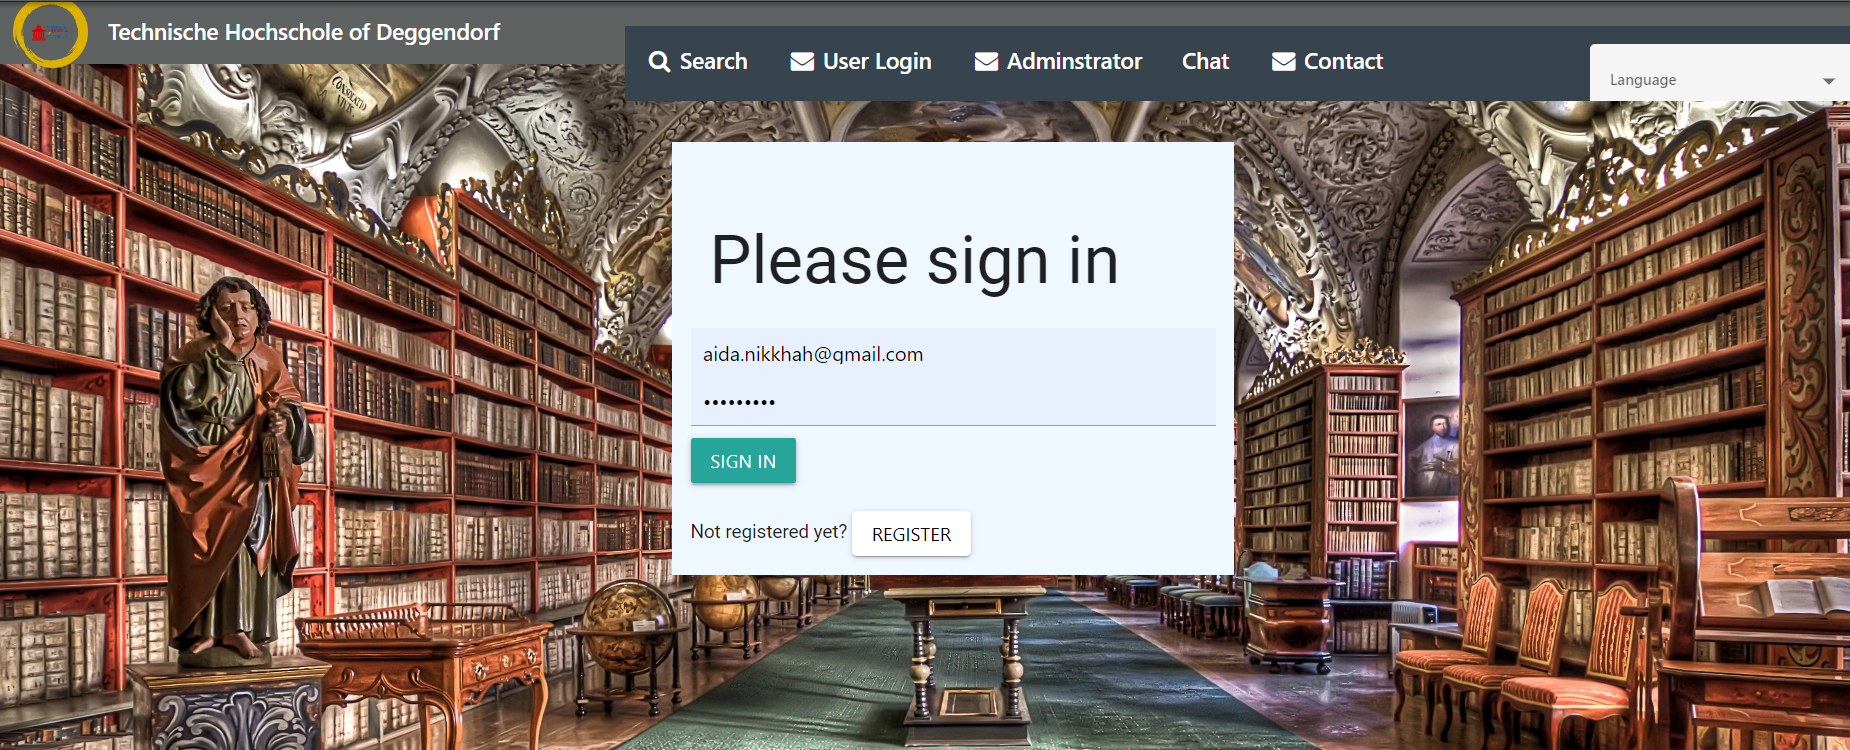 Technische Hochschole of Deggendorf
Search User Login Adminstrator Chat Contact
Language
Please sign in
aida.nikkhah@gmail.com
•••••••••
SIGN IN
Not registered yet? REGISTER